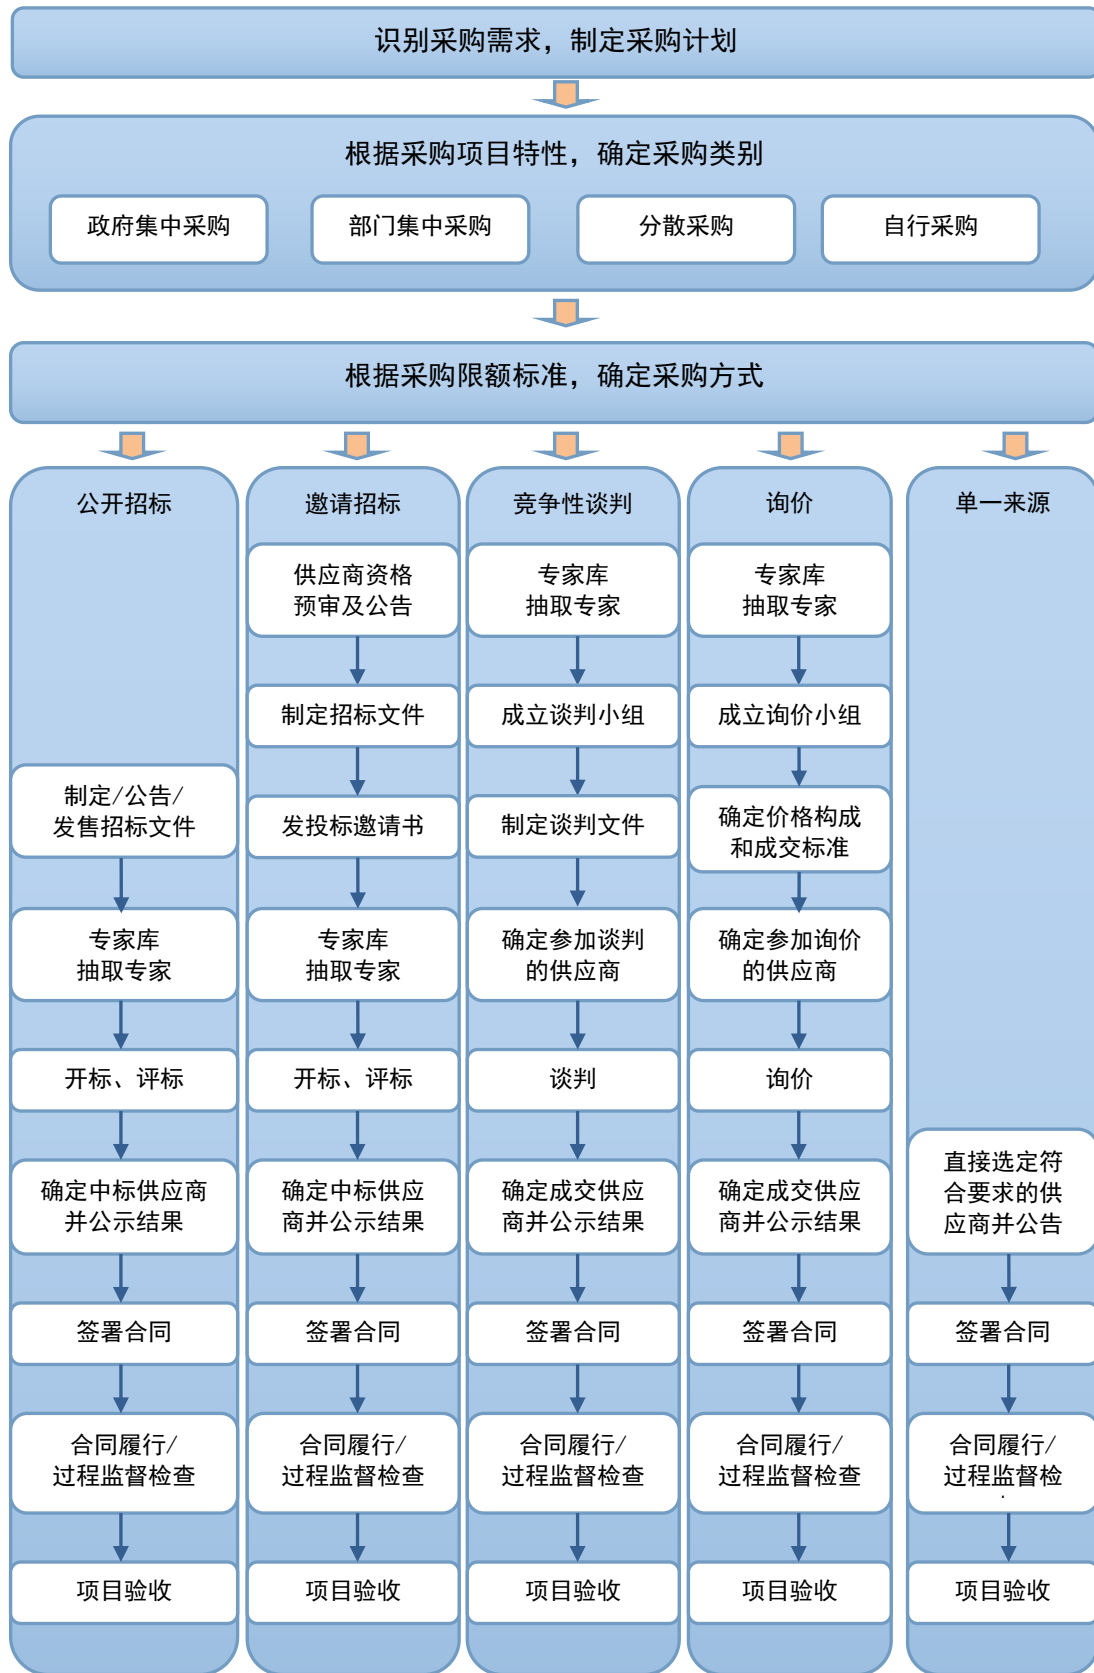 识别采购需求，制定采购计划
根据采购项目特性，确定采购类别
政府集中采购
部门集中采购
分散采购
自行采购
根据采购限额标准，确定采购方式
公开招标
制定/公告/
发售招标文件
专家库
抽取专家
开标、评标
确定中标供应商
并公示结果
签署合同
合同履行/
过程监督检查
项目验收
邀请招标
供应商资格
预审及公告
制定招标文件
发投标邀请书
专家库
抽取专家
开标、评标
确定中标供应
商并公示结果
签署合同
合同履行/
过程监督检查
项目验收
竞争性谈判
专家库
抽取专家
成立谈判小组
制定谈判文件
确定参加谈判
的供应商
谈判
确定成交供应
商并公示结果
签署合同
合同履行/
过程监督检查
项目验收
询价
专家库
抽取专家
成立询价小组
确定价格构成
和成交标准
确定参加询价
的供应商
询价
确定成交供应
商并公示结果
签署合同
合同履行/
过程监督检查
项目验收
单一来源
直接选定符
合要求的供
应商并公告
签署合同
合同履行/
过程监督检
项目验收